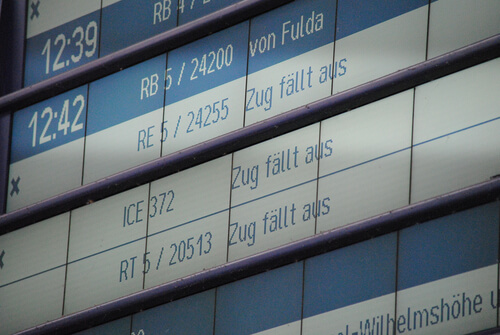 RB 4 /
12:39
RB 5 / 24200 von Fulda
12:42 RE 5 / 24255 Zug fällt aus
x
ICE 372 Zug fällt aus
RT 5 / 20513 Zug fällt aus
-Wilhelmshöhe u